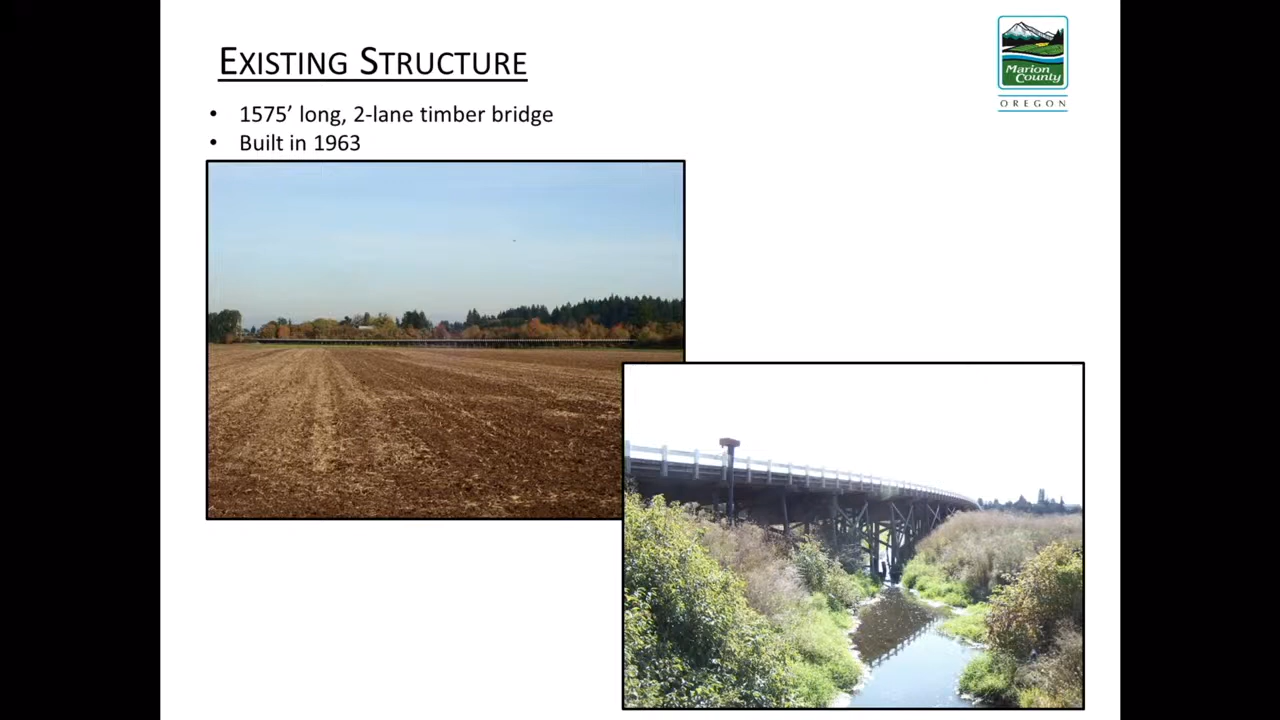 EXISTING STRUCTURE
Marion
County
OREGON
• 1575’ long, 2-lane timber bridge
• Built in 1963